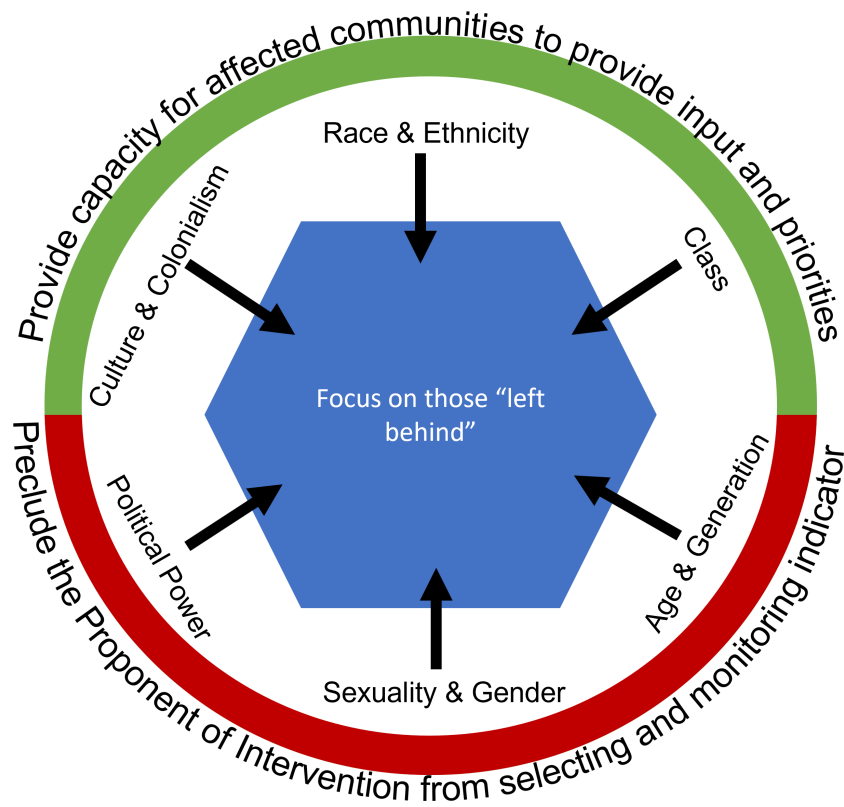 Provide capacity for affected communities to provide input and priorities
Race & Ethnicity
Culture & Colonialism
Class
Focus on those “left
behind”
Political Power
Age & Generation
Sexuality & Gender
Preclude the Proponent of Intervention from selecting and monitoring indicator